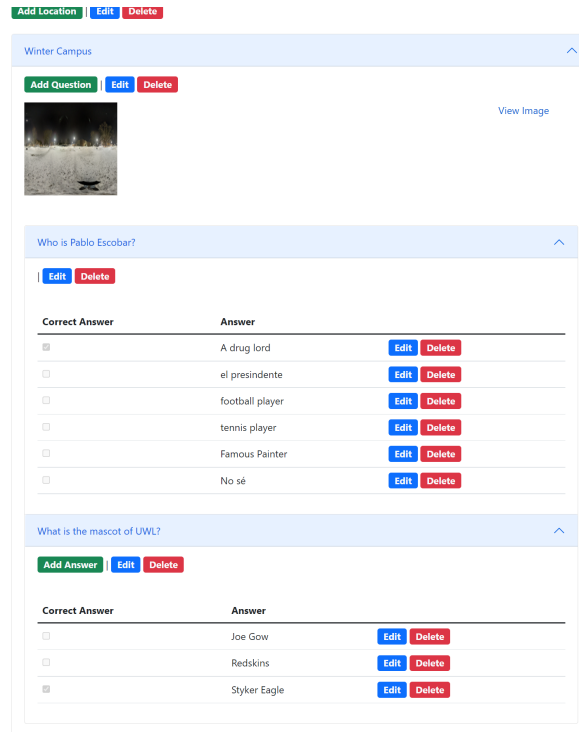 Add Location | Edit Delete
Winter Campus
Add Question | Edit Delete
View Image
Who is Pablo Escobar?
| Edit Delete
Correct Answer Answer
A drug lord Edit Delete
el presindente Edit Delete
football player Edit Delete
tennis player Edit Delete
Famous Painter Edit Delete
No sé Edit Delete
What is the mascot of UWL?
Add Answer | Edit Delete
Correct Answer Answer
Joe Gow Edit Delete
Redskins Edit Delete
Styker Eagle Edit Delete